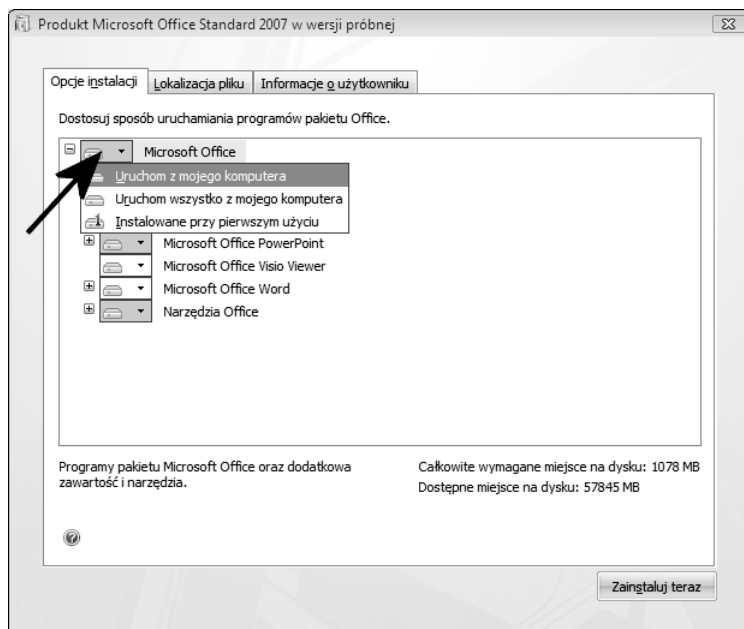 Produkt Microsoft Office Standard 2007 w wersji próbnej
Opcje instalacji Lokalizacja pliku Informacje o użytkowniku
Dostosuj sposób uruchamiania programów pakietu Office.
Microsoft Office
Uruchom z mojego komputera
Uruchom wszystko z mojego komputera
Instalowane przy pierwszym użyciu
Microsoft Office PowerPoint
Microsoft Office Visio Viewer
Microsoft Office Word
Narzędzia Office
Programy pakietu Microsoft Office oraz dodatkowa
zawartość i narzędzia.
Całkowite wymagane miejsce na dysku: 1078 MB
Dostępne miejsce na dysku: 57845 MB
Zainstaluj teraz